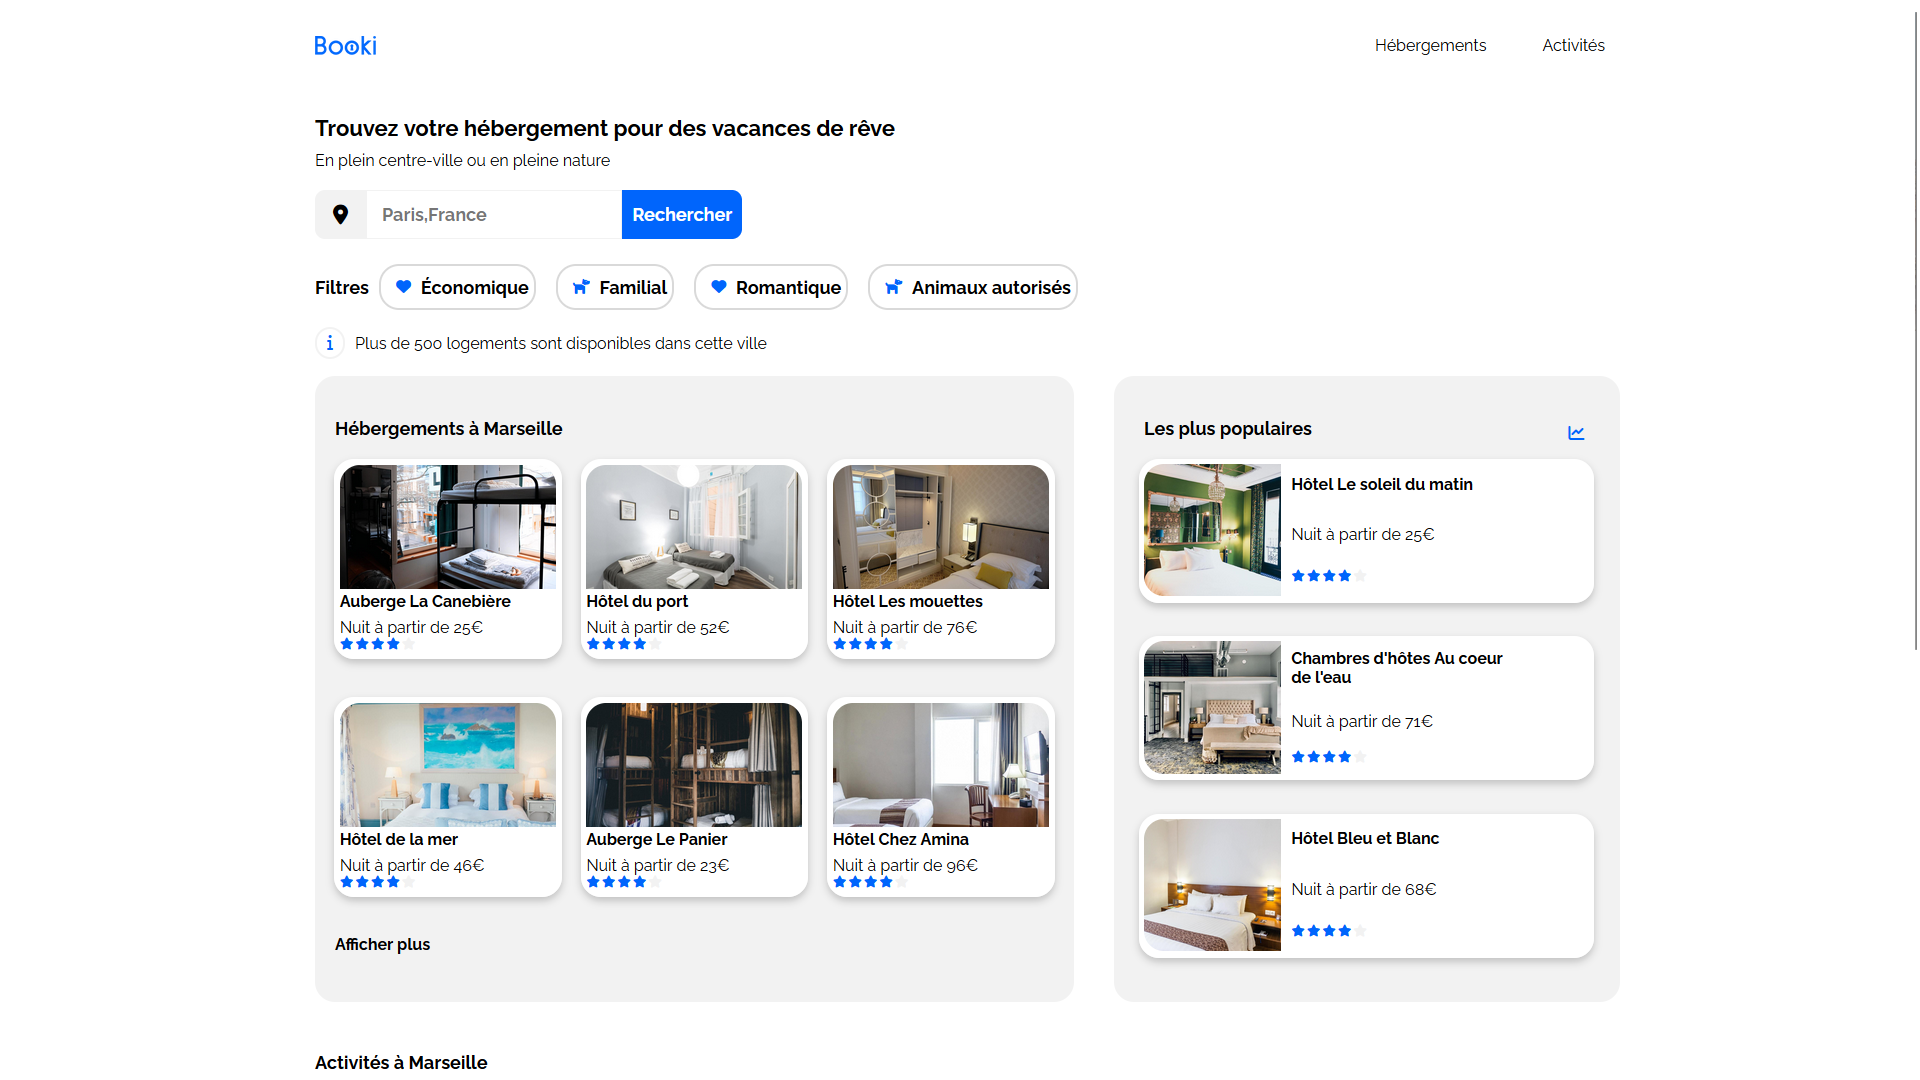 Booki
Hébergements
Activités
Trouvez votre hébergement pour des vacances de rêve
En plein centre-ville ou en pleine nature
Paris,France
Rechercher
Filtres
Économique
Familial
Romantique
Animaux autorisés
Plus de 500 logements sont disponibles dans cette ville
Hébergements à Marseille
Auberge La Canebière
Nuit à partir de 25€
Hôtel du port
Nuit à partir de 52€
Hôtel Les mouettes
Nuit à partir de 76€
Hôtel de la mer
Nuit à partir de 46€
Auberge Le Panier
Nuit à partir de 23€
Hôtel Chez Amina
Nuit à partir de 96€
Afficher plus
Les plus populaires
Hôtel Le soleil du matin
Nuit à partir de 25€
Chambres d'hôtes Au coeur
de l'eau
Nuit à partir de 71€
Hôtel Bleu et Blanc
Nuit à partir de 68€
Activités à Marseille